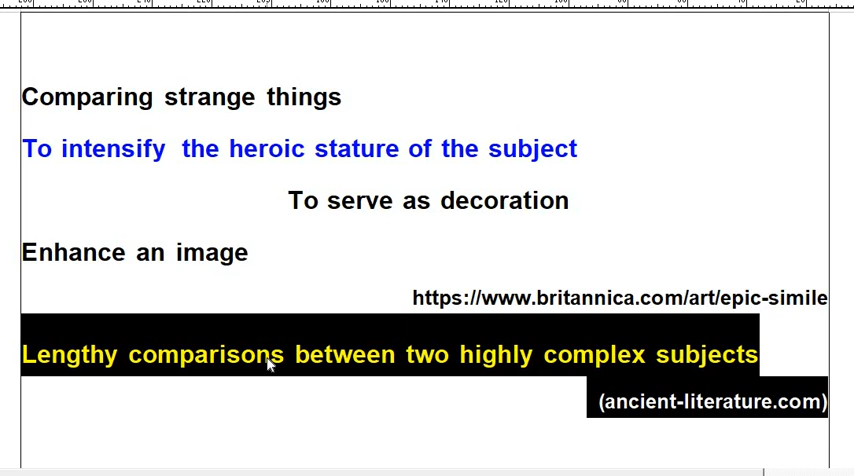 Comparing strange things
To intensify the heroic stature of the subject
To serve as decoration
Enhance an image
https://www.britannica.com/art/epic-simile
Lengthy comparisons between two highly complex subjects
(ancient-literature.com)